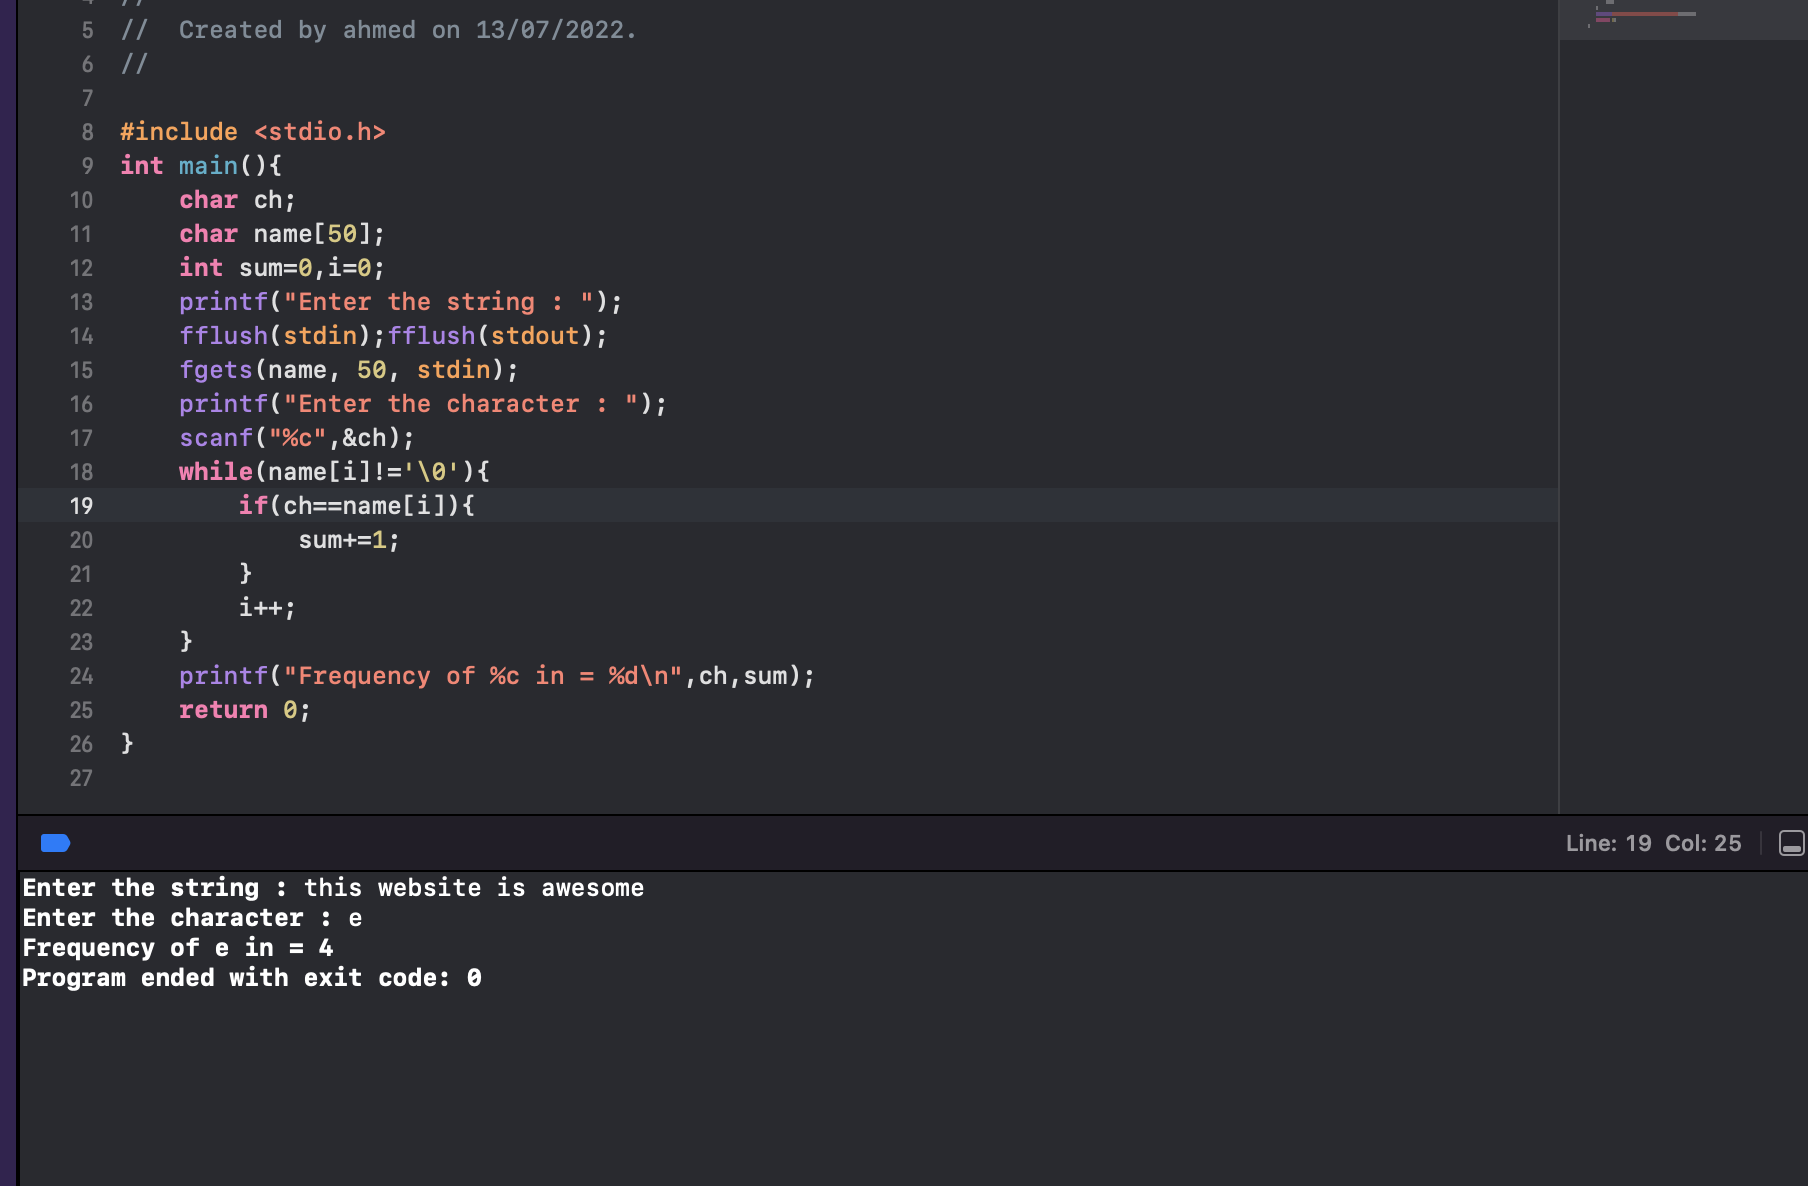 4 //
5 //  Created by ahmed on 13/07/2022.
6 //
7
8 #include <stdio.h>
9 int main(){
10     char ch;
11     char name[50];
12     int sum=0,i=0;
13     printf("Enter the string : ");
14     fflush(stdin);fflush(stdout);
15     fgets(name, 50, stdin);
16     printf("Enter the character : ");
17     scanf("%c",&ch);
18     while(name[i]!='\0'){
19         if(ch==name[i]){
20             sum+=1;
21         }
22         i++;
23     }
24     printf("Frequency of %c in = %d\n",ch,sum);
25     return 0;
26 }
27
Line: 19  Col: 25
Enter the string : this website is awesome
Enter the character : e
Frequency of e in = 4
Program ended with exit code: 0